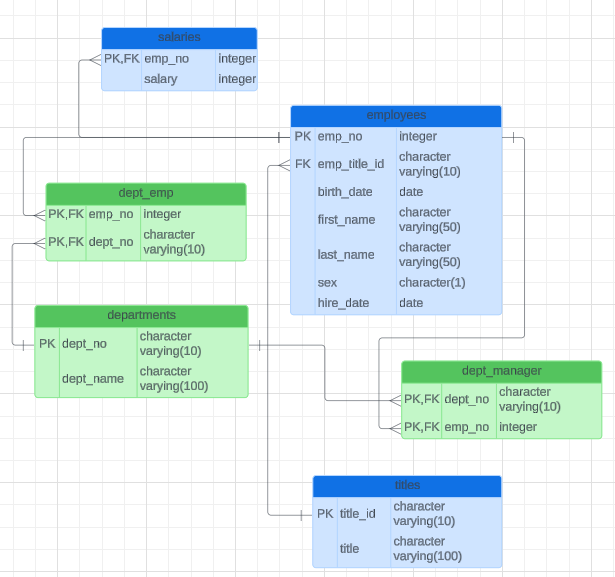 salaries
PK,FK emp_no integer
salary integer
employees
PK emp_no integer
FK emp_title_id character
varying(10)
birth_date date
first_name character
varying(50)
last_name character
varying(50)
sex character(1)
hire_date date
dept_emp
PK,FK emp_no integer
PK,FK dept_no character
varying(10)
departments
PK dept_no character
varying(10)
dept_name character
varying(100)
dept_manager
PK,FK dept_no character
varying(10)
PK,FK emp_no integer
titles
PK title_id character
varying(10)
title character
varying(100)